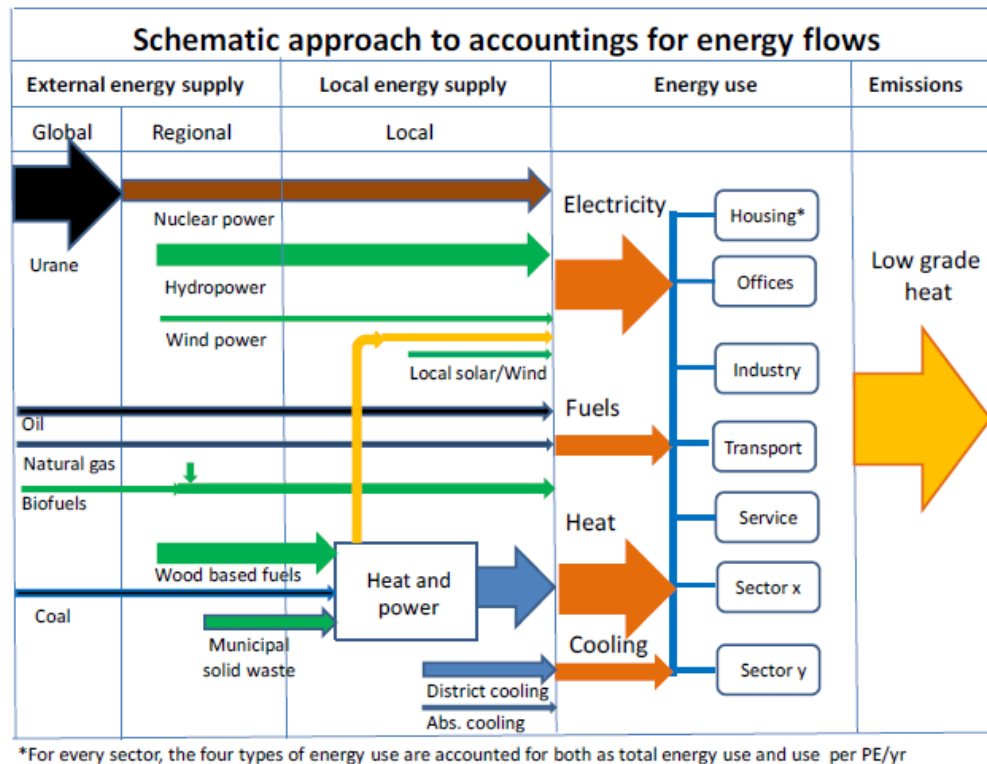 Schematic approach to accountings for energy flows
External energy supply
Local energy supply
Energy use
Emissions
Global
Regional
Local
Nuclear power
Urane
Hydropower
Wind power
Local solar/Wind
Oil
Natural gas
Biofuels
Wood based fuels
Coal
Municipal
solid waste
Heat and
power
District cooling
Abs. cooling
Electricity
Fuels
Heat
Cooling
Housing*
Offices
Industry
Transport
Service
Sector x
Sector y
Low grade
heat
*For every sector, the four types of energy use are accounted for both as total energy use and use per PE/yr